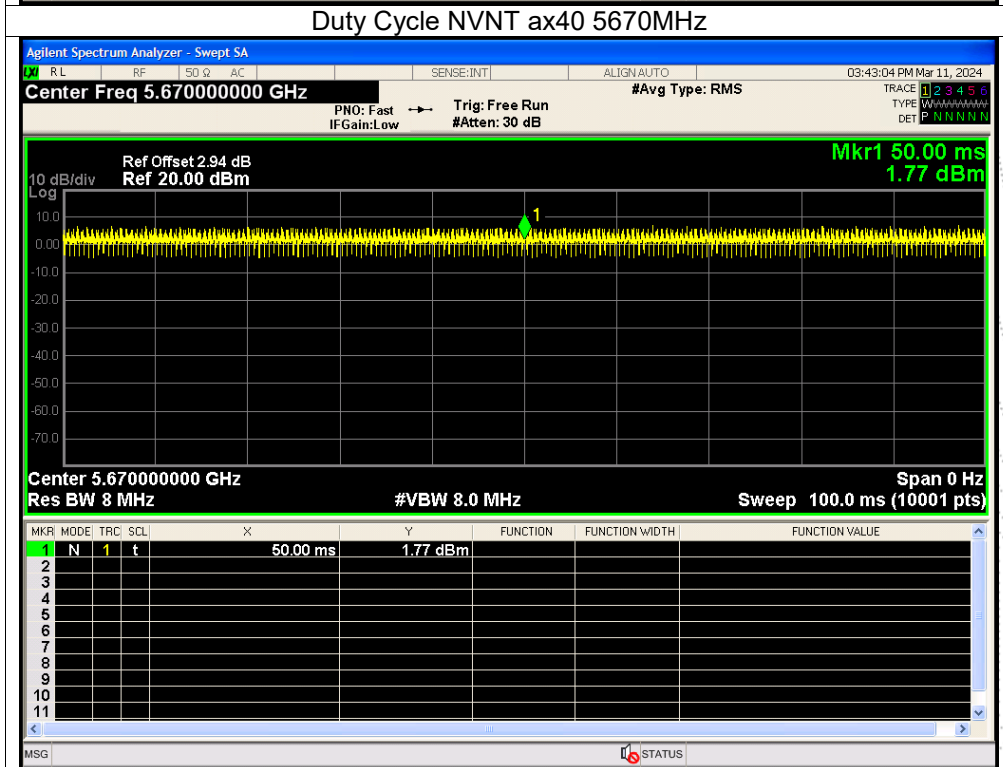 Duty Cycle NVNT ax40 5670MHz
Agilent Spectrum Analyzer - Swept SA
LXI RL RF 50 Ω AC SENSE:INT ALIGN AUTO 03:43:04 PM Mar 11, 2024
Center Freq 5.670000000 GHz #Avg Type: RMS TRACE 1 2 3 4 5 6
PNO: Fast Trig: Free Run TYPE WWWWWW
IFGain:Low #Atten: 30 dB DET P N N N N N
Mkr1 50.00 ms
Ref Offset 2.94 dB
10 dB/div Ref 20.00 dBm 1.77 dBm
Log
1
10.0
0.00
-10.0
-20.0
-30.0
-40.0
-50.0
-60.0
-70.0
Center 5.670000000 GHz Span 0 Hz
Res BW 8 MHz #VBW 8.0 MHz Sweep 100.0 ms (10001 pts)
MKR MODE TRC SCL X Y FUNCTION FUNCTION WIDTH FUNCTION VALUE
1 N 1 t 50.00 ms 1.77 dBm
2
3
4
5
6
7
8
9
10
11
MSG STATUS